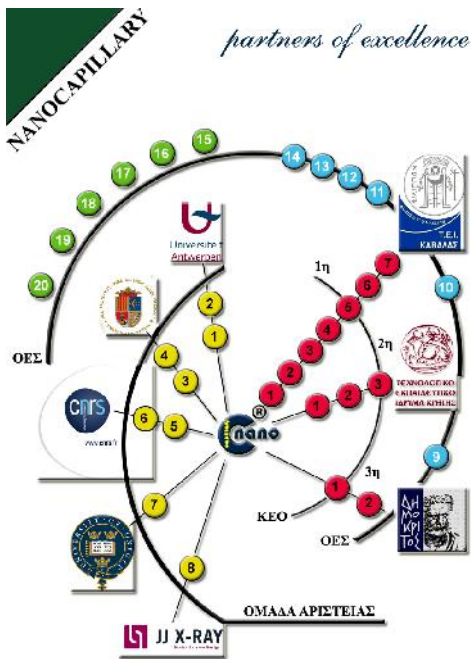 NANOCAPILLARY
partners of excellence
15
16
17
18
19
20
ΟΕΣ
14
13
12
11
10
9
Τ.Ε.Ι.
ΚΑΒΑΛΑΣ
Universiteit
Antwerpen
2
1
4
3
cnrs
6
5
7
8
nano
®
1η
1
2
3
4
5
6
7
2η
1
2
3
ΤΕΧΝΟΛΟΓΙΚΟ
ΕΚΠΑΙΔΕΥΤΙΚΟ
ΙΔΡΥΜΑ ΚΡΗΤΗΣ
3η
1
2
ΚΕΟ
ΟΕΣ
ΔΗΜΟΚΡΙΤΟΣ
JJ X-RAY
ΟΜΑΔΑ ΑΡΙΣΤΕΙΑΣ